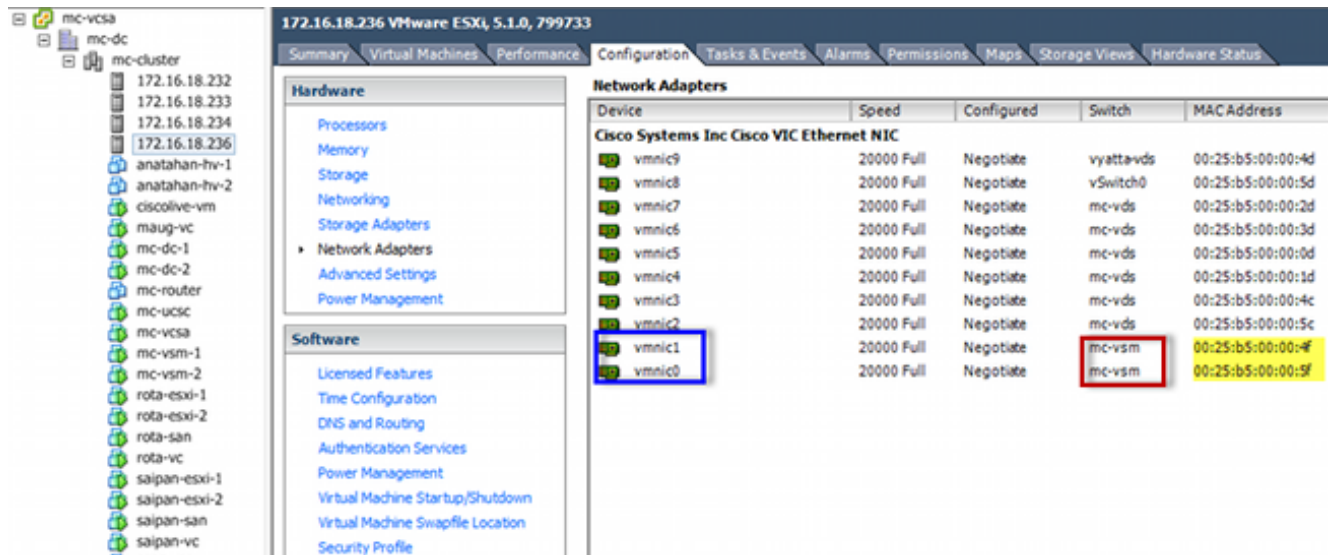 mc-vcsa
mc-dc
mc-cluster
172.16.18.232
172.16.18.233
172.16.18.234
172.16.18.236
anatahan-hv-1
anatahan-hv-2
ciscolive-vm
maug-vc
mc-dc-1
mc-dc-2
mc-router
mc-ucsc
mc-vcsa
mc-vsm-1
mc-vsm-2
rota-esxi-1
rota-esxi-2
rota-san
rota-vc
saipan-esxi-1
saipan-esxi-2
saipan-san
saipan-vc
172.16.18.236 VMware ESXi, 5.1.0, 799733
Summary Virtual Machines Performance Configuration Tasks & Events Alarms Permissions Maps Storage Views Hardware Status
Hardware
Processors
Memory
Storage
Networking
Storage Adapters
Network Adapters
Advanced Settings
Power Management
Software
Licensed Features
Time Configuration
DNS and Routing
Authentication Services
Power Management
Virtual Machine Startup/Shutdown
Virtual Machine Swapfile Location
Security Profile
Network Adapters
Device Speed Configured Switch MAC Address
Cisco Systems Inc Cisco VIC Ethernet NIC
vmnic9 20000 Full Negotiate vyatta-vds 00:25:b5:00:00:4d
vmnic8 20000 Full Negotiate vSwitch0 00:25:b5:00:00:5d
vmnic7 20000 Full Negotiate mc-vds 00:25:b5:00:00:2d
vmnic6 20000 Full Negotiate mc-vds 00:25:b5:00:00:3d
vmnic5 20000 Full Negotiate mc-vds 00:25:b5:00:00:0d
vmnic4 20000 Full Negotiate mc-vds 00:25:b5:00:00:1d
vmnic3 20000 Full Negotiate mc-vds 00:25:b5:00:00:4c
vmnic2 20000 Full Negotiate mc-vds 00:25:b5:00:00:5c
vmnic1 20000 Full Negotiate mc-vsm 00:25:b5:00:00:4f
vmnic0 20000 Full Negotiate mc-vsm 00:25:b5:00:00:5f